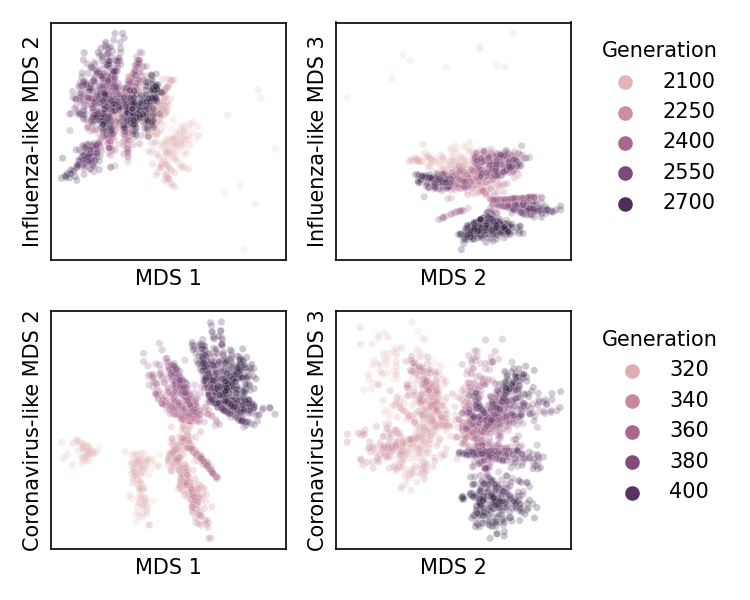 Influenza-like MDS 2
MDS 1
Influenza-like MDS 3
MDS 2
Generation
2100
2250
2400
2550
2700
Coronavirus-like MDS 2
MDS 1
Coronavirus-like MDS 3
MDS 2
Generation
320
340
360
380
400